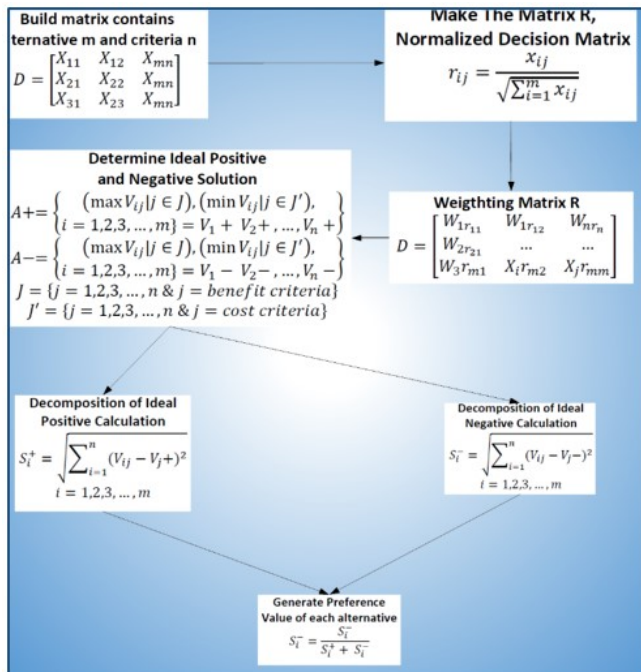 Build matrix contains
ternative m and criteria n
D = [X₁₁ X₁₂ Xₘₙ
X₂₁ X₂₂ Xₘₙ
X₃₁ X₂₃ Xₘₙ]
Make The Matrix R,
Normalized Decision Matrix
rᵢⱼ = xᵢⱼ / √(∑ᵢ₌₁ᵐ xᵢⱼ)
Determine Ideal Positive
and Negative Solution
A+= { (max Vᵢⱼ|j ∈ J), (min Vᵢⱼ|j ∈ J′),
i = 1,2,3, …, m} = V₁ + V₂+, …, Vₙ + }
A−= { (max Vᵢⱼ|j ∈ J), (min Vᵢⱼ|j ∈ J′),
i = 1,2,3, …, m} = V₁ − V₂−, …, Vₙ − }
J = {j = 1,2,3, …, n & j = benefit criteria}
J′ = {j = 1,2,3, …, n & j = cost criteria}
Weigthting Matrix R
D = [W₁r₁₁ W₁r₁₂ Wₙrₙ
W₂r₂₁ … …
W₃rₘ₁ Xᵢrₘ₂ Xⱼrₘₘ]
Decomposition of Ideal
Positive Calculation
Sᵢ⁺ = √(∑ᵢ₌₁ⁿ (Vᵢⱼ − Vⱼ+)²)
i = 1,2,3, …, m
Decomposition of Ideal
Negative Calculation
Sᵢ⁻ = √(∑ᵢ₌₁ⁿ (Vᵢⱼ − Vⱼ−)²)
i = 1,2,3, …, m
Generate Preference
Value of each alternative
Sᵢ⁻ = Sᵢ⁻ / (Sᵢ⁺ + Sᵢ⁻)